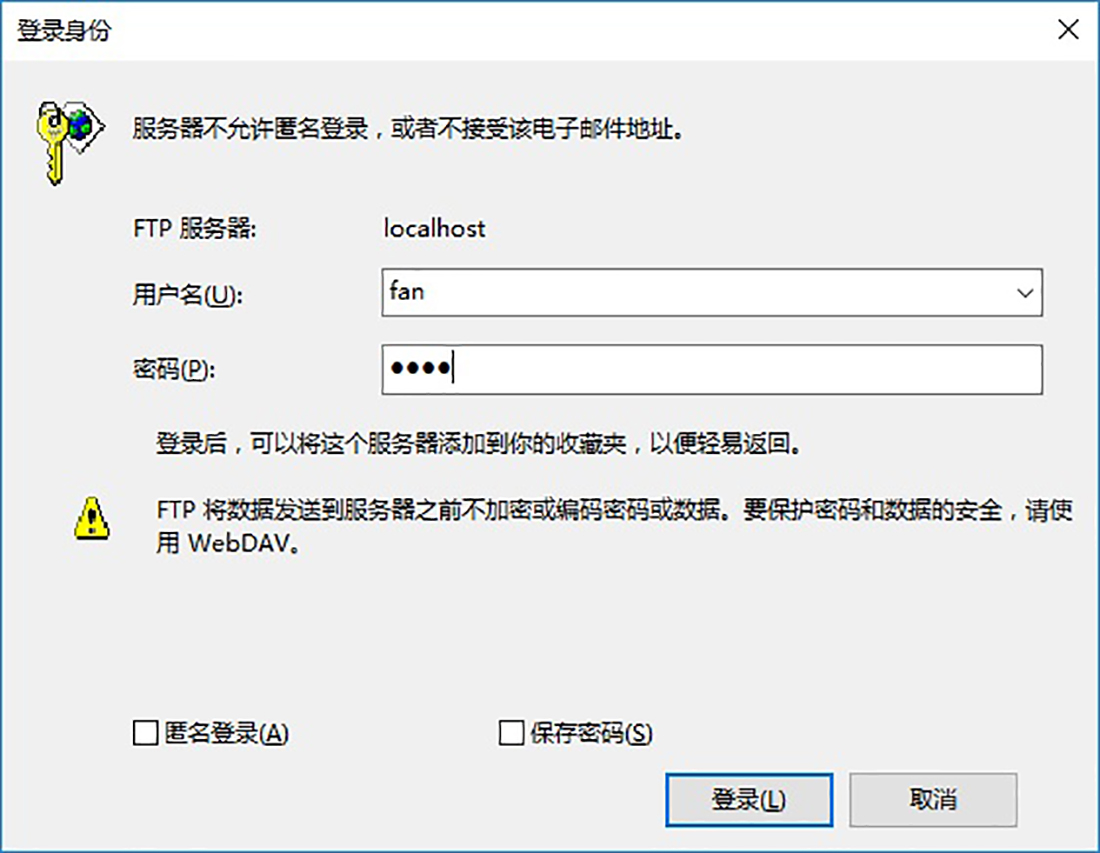 登录身份
服务器不允许匿名登录，或者不接受该电子邮件地址。
FTP 服务器: localhost
用户名(U): fan
密码(P): ●●●●
登录后，可以将这个服务器添加到你的收藏夹，以便轻易返回。
FTP 将数据发送到服务器之前不加密或编码密码或数据。要保护密码和数据的安全，请使
用 WebDAV。
匿名登录(A) 保存密码(S)
登录(L) 取消